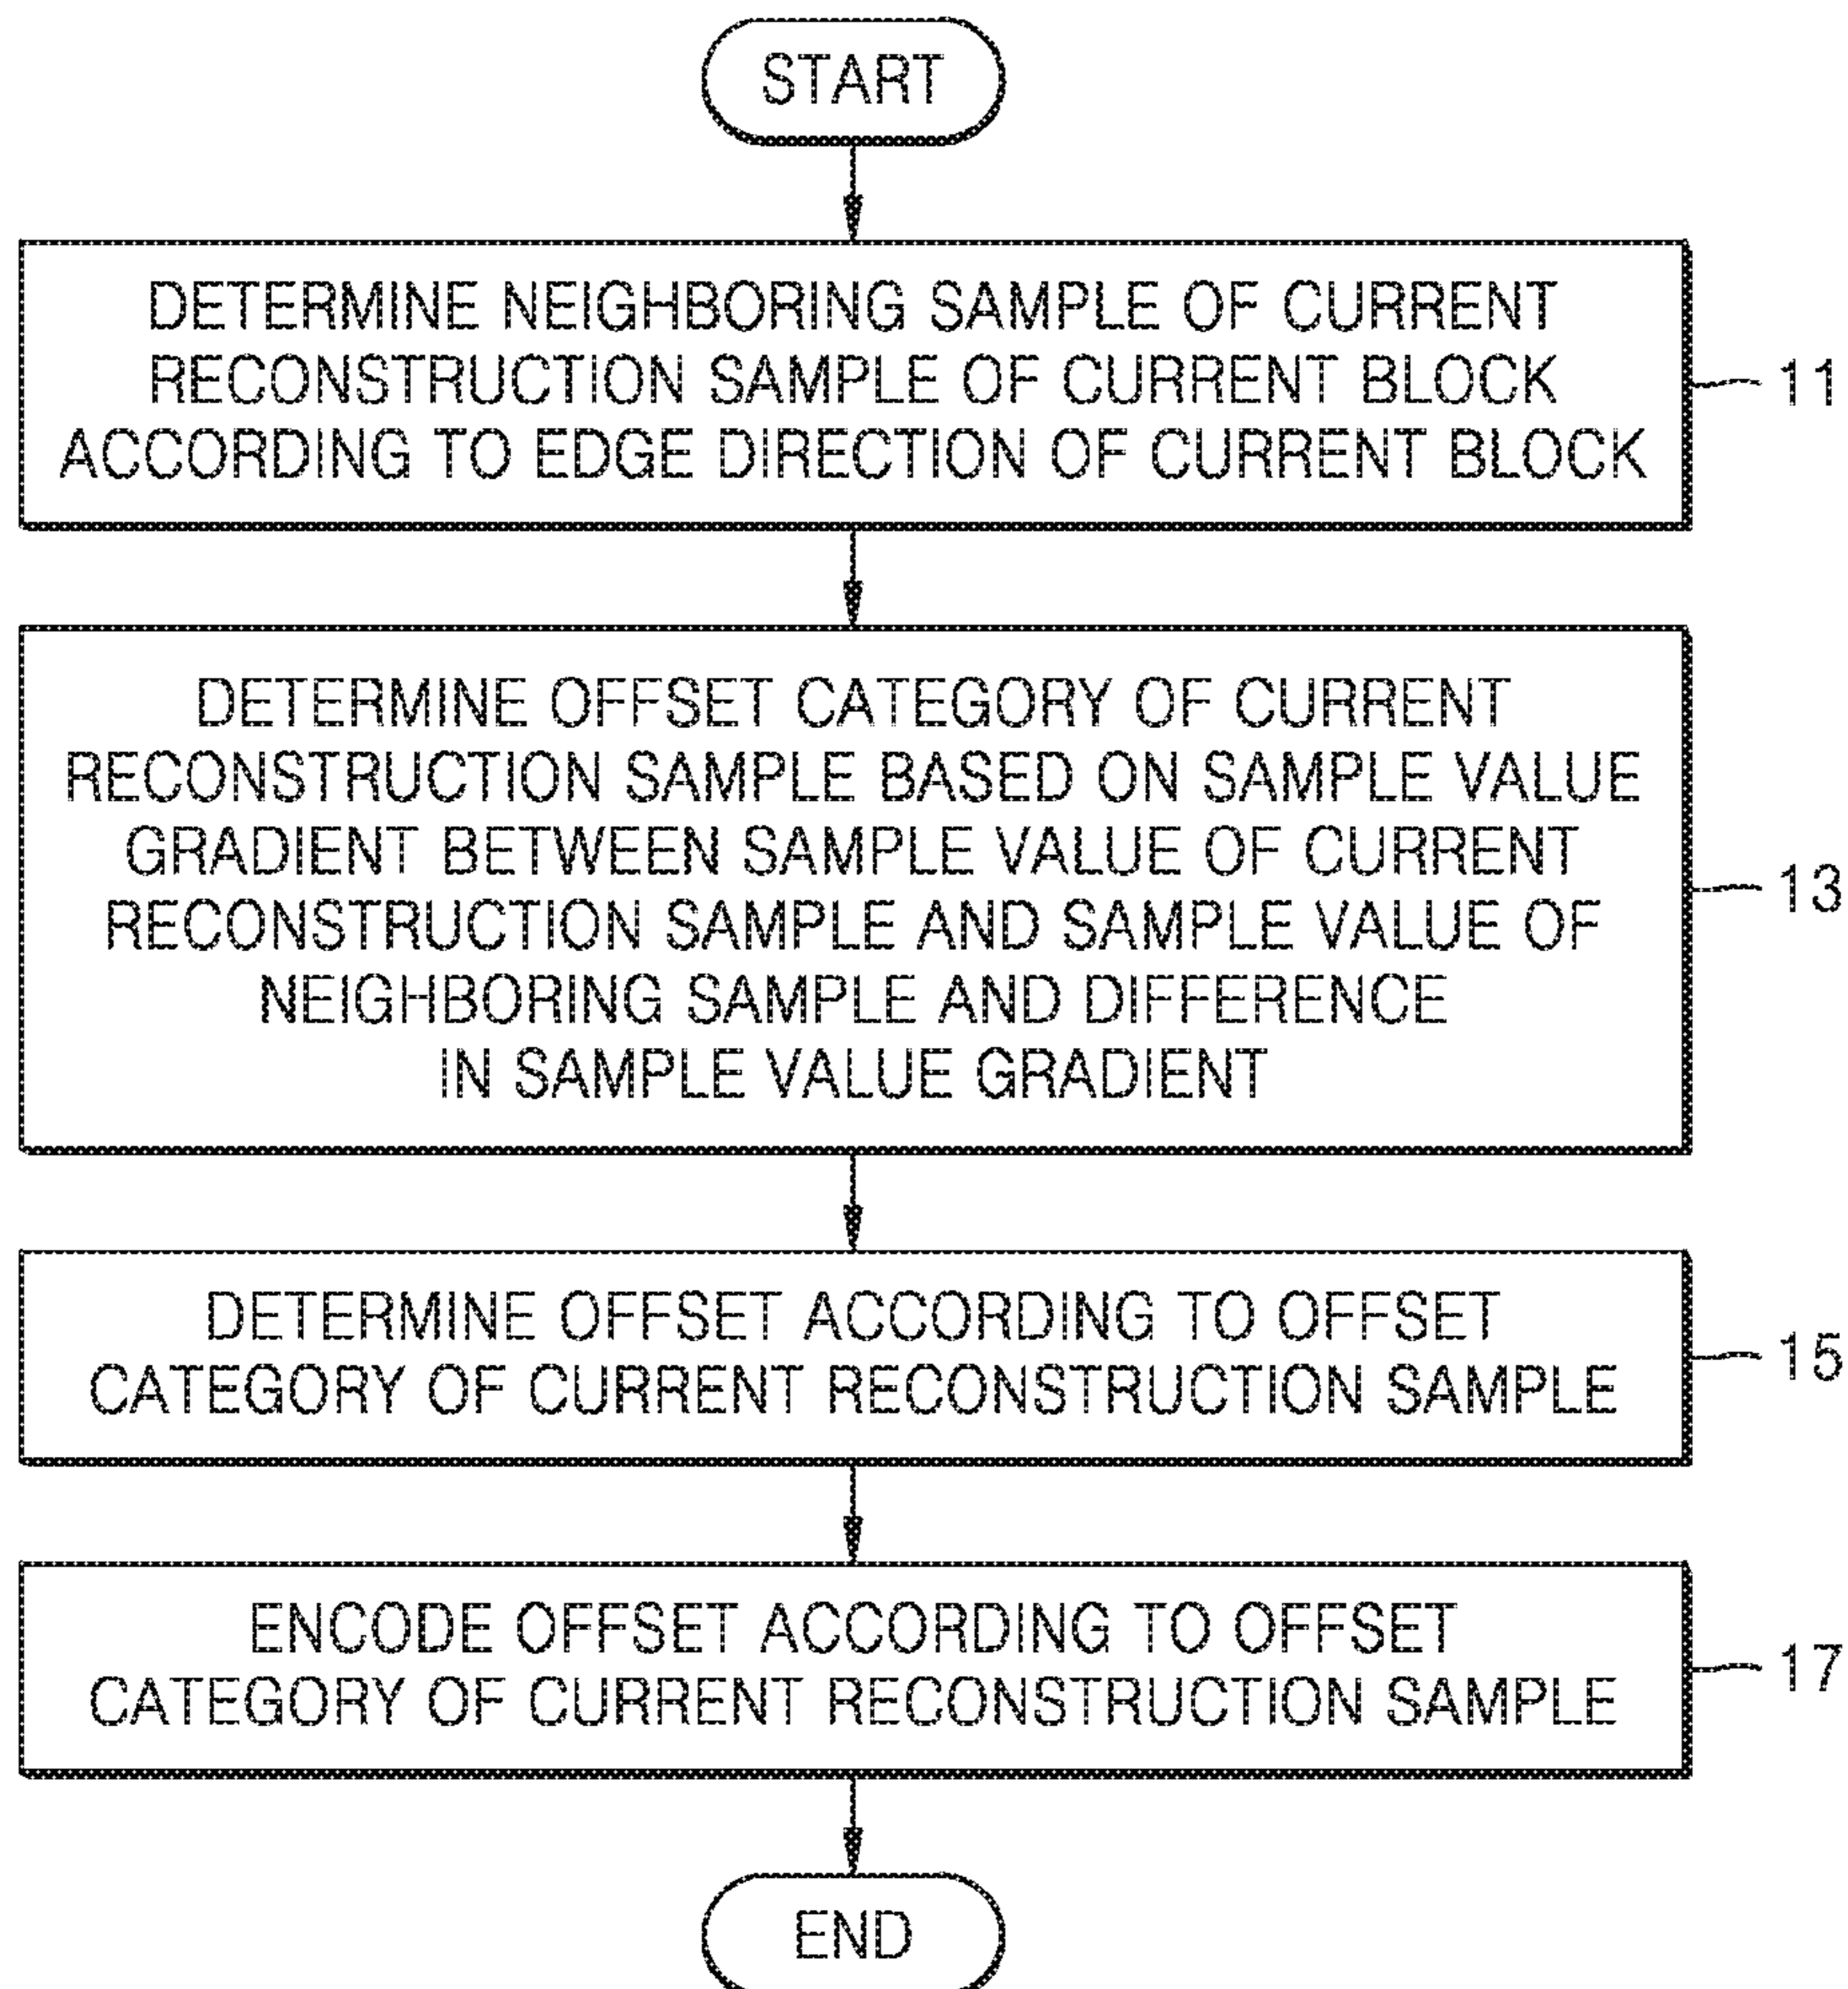 START
DETERMINE NEIGHBORING SAMPLE OF CURRENT
RECONSTRUCTION SAMPLE OF CURRENT BLOCK
ACCORDING TO EDGE DIRECTION OF CURRENT BLOCK
11
DETERMINE OFFSET CATEGORY OF CURRENT
RECONSTRUCTION SAMPLE BASED ON SAMPLE VALUE
GRADIENT BETWEEN SAMPLE VALUE OF CURRENT
RECONSTRUCTION SAMPLE AND SAMPLE VALUE OF
NEIGHBORING SAMPLE AND DIFFERENCE
IN SAMPLE VALUE GRADIENT
13
DETERMINE OFFSET ACCORDING TO OFFSET
CATEGORY OF CURRENT RECONSTRUCTION SAMPLE
15
ENCODE OFFSET ACCORDING TO OFFSET
CATEGORY OF CURRENT RECONSTRUCTION SAMPLE
17
END